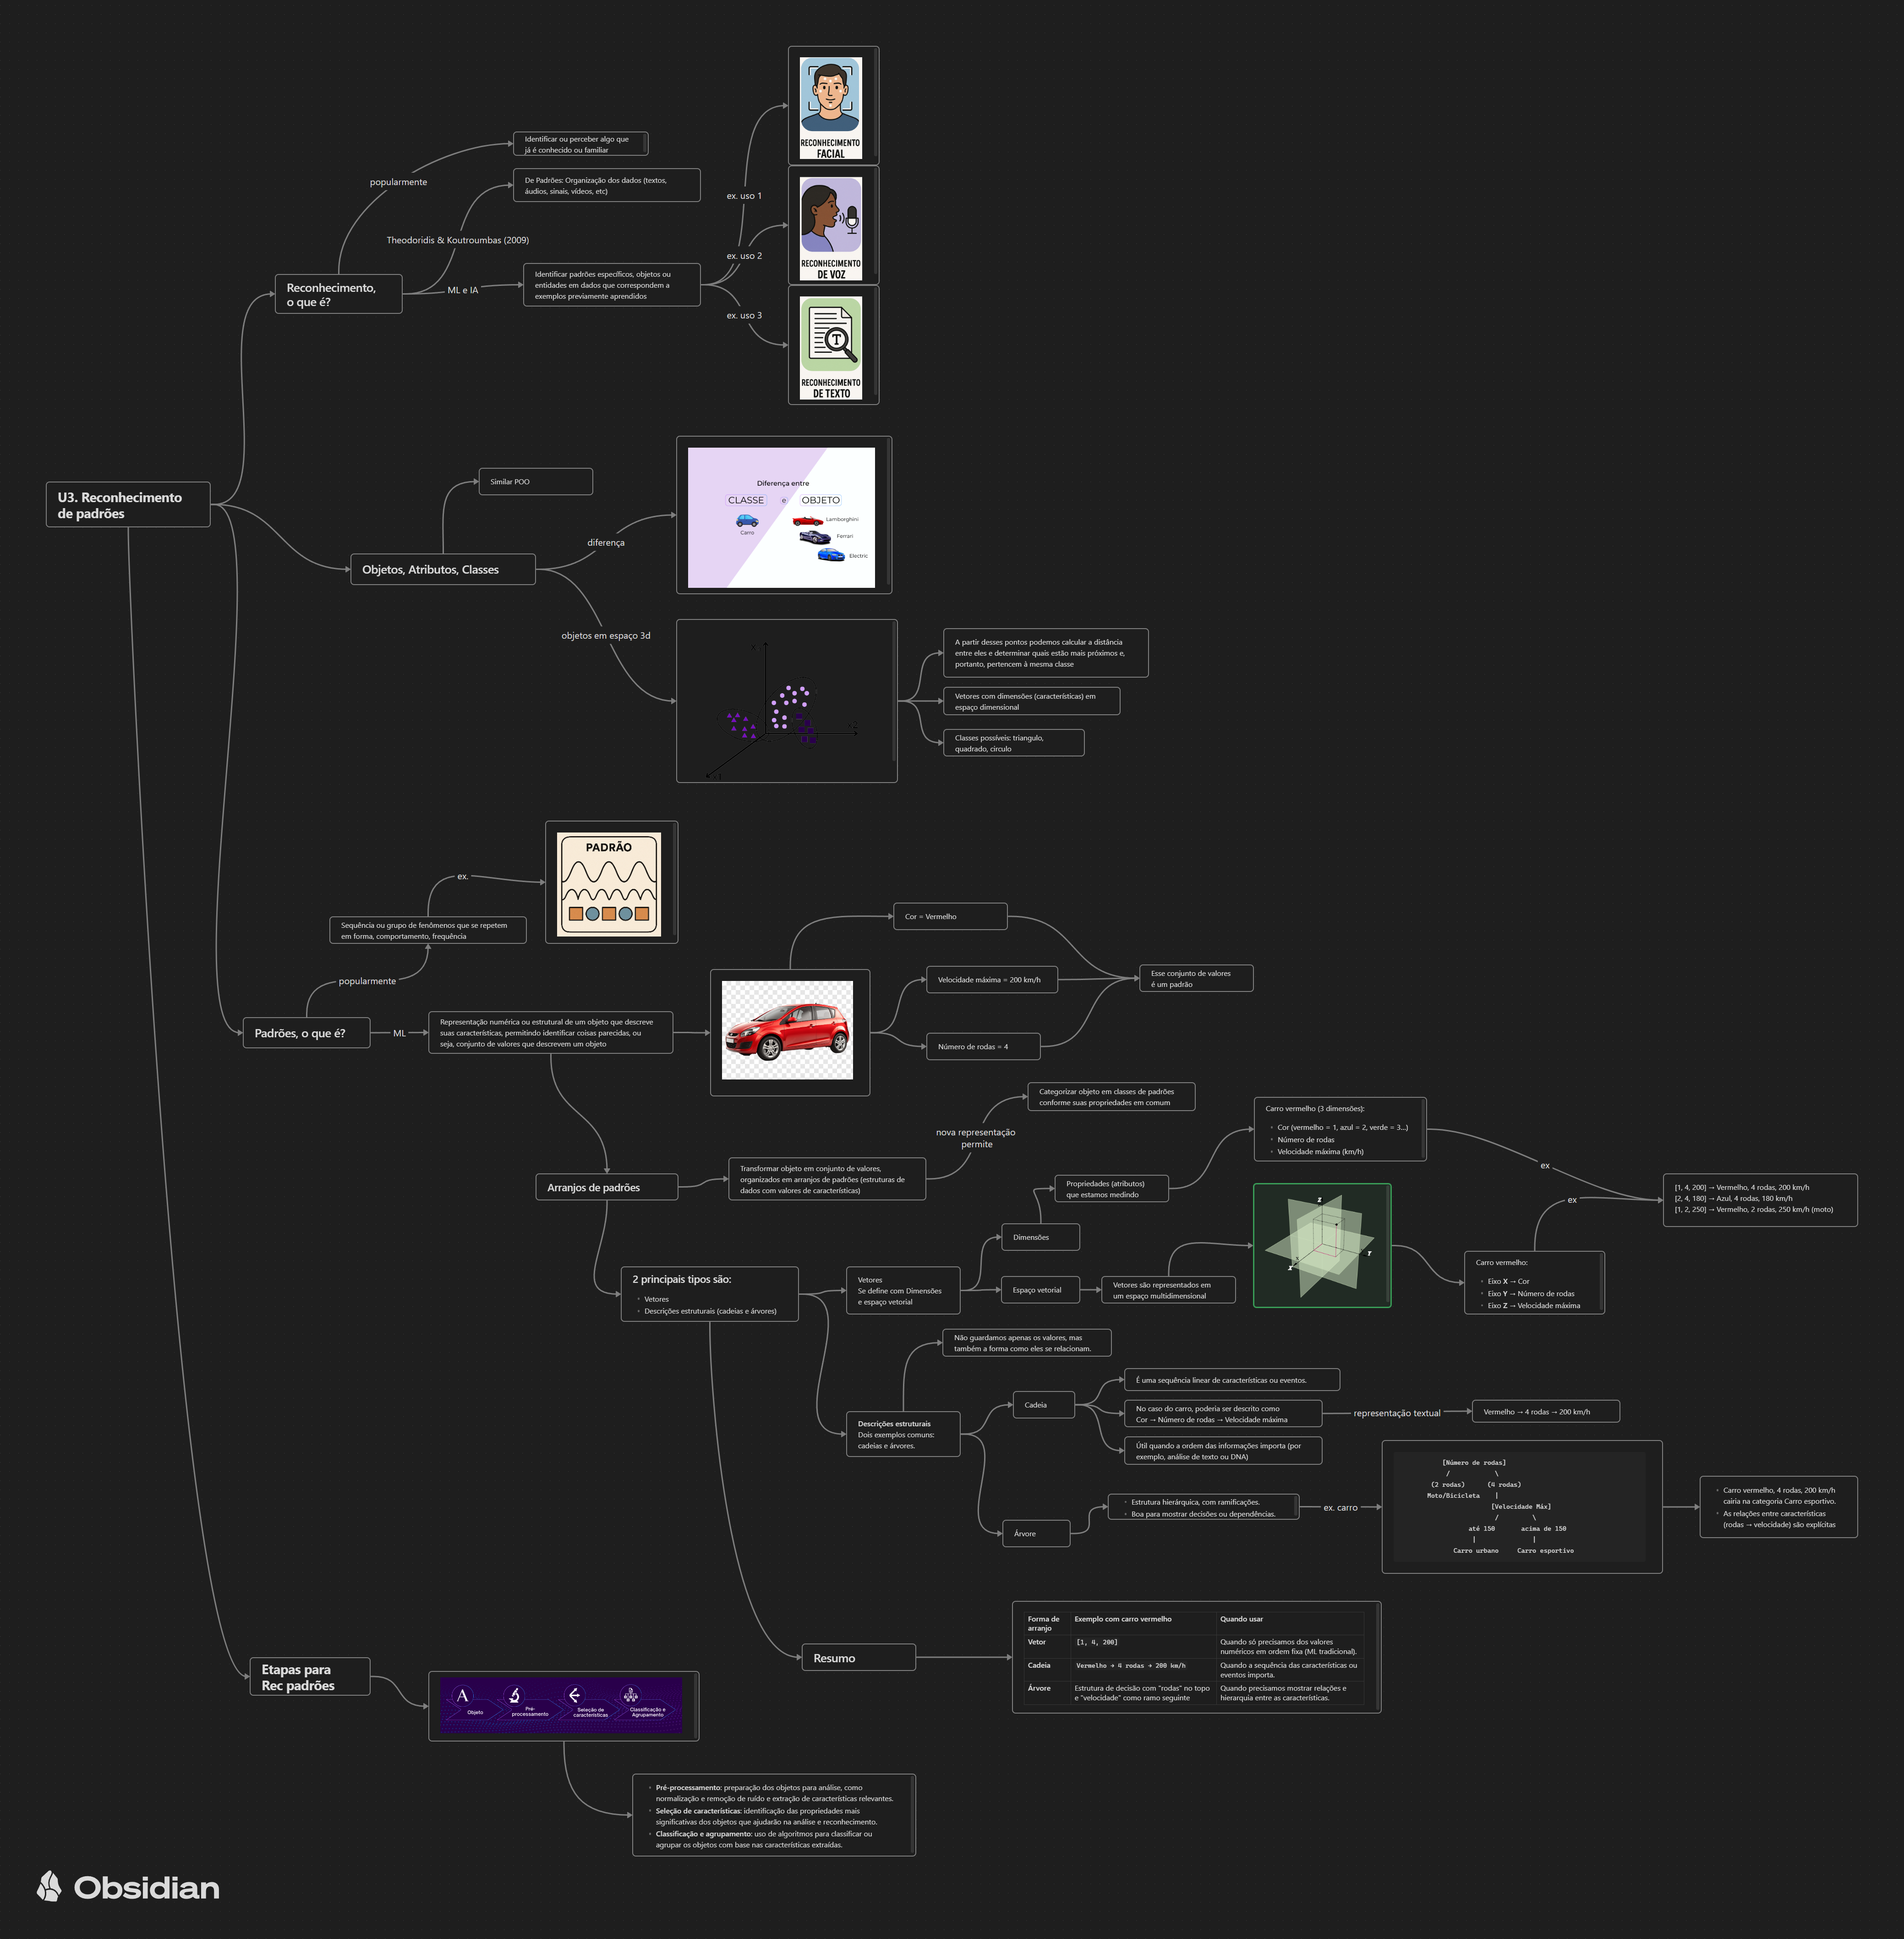 RECONHECIMENTO
FACIAL
RECONHECIMENTO
DE VOZ
RECONHECIMENTO
DE TEXTO
ex. uso 1
ex. uso 2
ex. uso 3
Identificar ou perceber algo que
já é conhecido ou familiar
popularmente
De Padrões: Organização dos dados (textos,
áudios, sinais, vídeos, etc)
Theodoridis & Koutroumbas (2009)
Identificar padrões específicos, objetos ou
entidades em dados que correspondem a
exemplos previamente aprendidos
ML e IA
Reconhecimento,
o que é?
U3. Reconhecimento
de padrões
Similar POO
Objetos, Atributos, Classes
diferença
Diferença entre
CLASSE e OBJETO
Carro
Lamborghini
Ferrari
Electric
objetos em espaço 3d
A partir desses pontos podemos calcular a distância
entre eles e determinar quais estão mais próximos e,
portanto, pertencem à mesma classe
Vetores com dimensões (características) em
espaço dimensional
Classes possíveis: triangulo,
quadrado, circulo
PADRÃO
ex.
Sequência ou grupo de fenômenos que se repetem
em forma, comportamento, frequência
popularmente
Padrões, o que é?
ML
Representação numérica ou estrutural de um objeto que descreve
suas características, permitindo identificar coisas parecidas, ou
seja, conjunto de valores que descrevem um objeto
Cor = Vermelho
Velocidade máxima = 200 km/h
Número de rodas = 4
Esse conjunto de valores
é um padrão
Arranjos de padrões
Transformar objeto em conjunto de valores,
organizados em arranjos de padrões (estruturas de
dados com valores de características)
nova representação
permite
Categorizar objeto em classes de padrões
conforme suas propriedades em comum
2 principais tipos são:
• Vetores
• Descrições estruturais (cadeias e árvores)
Vetores
Se define com Dimensões
e espaço vetorial
Dimensões
Propriedades (atributos)
que estamos medindo
Carro vermelho (3 dimensões):
• Cor (vermelho = 1, azul = 2, verde = 3...)
• Número de rodas
• Velocidade máxima (km/h)
ex
Espaço vetorial
Vetores são representados em
um espaço multidimensional
z
Y
x
Carro vermelho:
• Eixo X → Cor
• Eixo Y → Número de rodas
• Eixo Z → Velocidade máxima
ex
[1, 4, 200] → Vermelho, 4 rodas, 200 km/h
[2, 4, 180] → Azul, 4 rodas, 180 km/h
[1, 2, 250] → Vermelho, 2 rodas, 250 km/h (moto)
Não guardamos apenas os valores, mas
também a forma como eles se relacionam.
Descrições estruturais
Dois exemplos comuns:
cadeias e árvores.
Cadeia
É uma sequência linear de características ou eventos.
No caso do carro, poderia ser descrito como
Cor → Número de rodas → Velocidade máxima
representação textual
Vermelho → 4 rodas → 200 km/h
Útil quando a ordem das informações importa (por
exemplo, análise de texto ou DNA)
Árvore
• Estrutura hierárquica, com ramificações.
• Boa para mostrar decisões ou dependências.
ex. carro
[Número de rodas]
/ \
(2 rodas) (4 rodas)
Moto/Bicicleta |
[Velocidade Máx]
/ \
até 150 acima de 150
| |
Carro urbano Carro esportivo
• Carro vermelho, 4 rodas, 200 km/h
cairia na categoria Carro esportivo.
• As relações entre características
(rodas → velocidade) são explícitas
Resumo
Forma de arranjo Exemplo com carro vermelho Quando usar
Vetor [1, 4, 200] Quando só precisamos dos valores
numéricos em ordem fixa (ML tradicional).
Cadeia Vermelho → 4 rodas → 200 km/h Quando a sequência das características ou
eventos importa.
Árvore Estrutura de decisão com "rodas" no topo
e "velocidade" como ramo seguinte
Quando precisamos mostrar relações e
hierarquia entre as características.
Etapas para
Rec padrões
A
Objeto
Pré-
processamento
Seleção de
características
Classificação e
Agrupamento
• Pré-processamento: preparação dos objetos para análise, como
normalização e remoção de ruído e extração de características relevantes.
• Seleção de características: identificação das propriedades mais
significativas dos objetos que ajudarão na análise e reconhecimento.
• Classificação e agrupamento: uso de algoritmos para classificar ou
agrupar os objetos com base nas características extraídas.
Obsidian